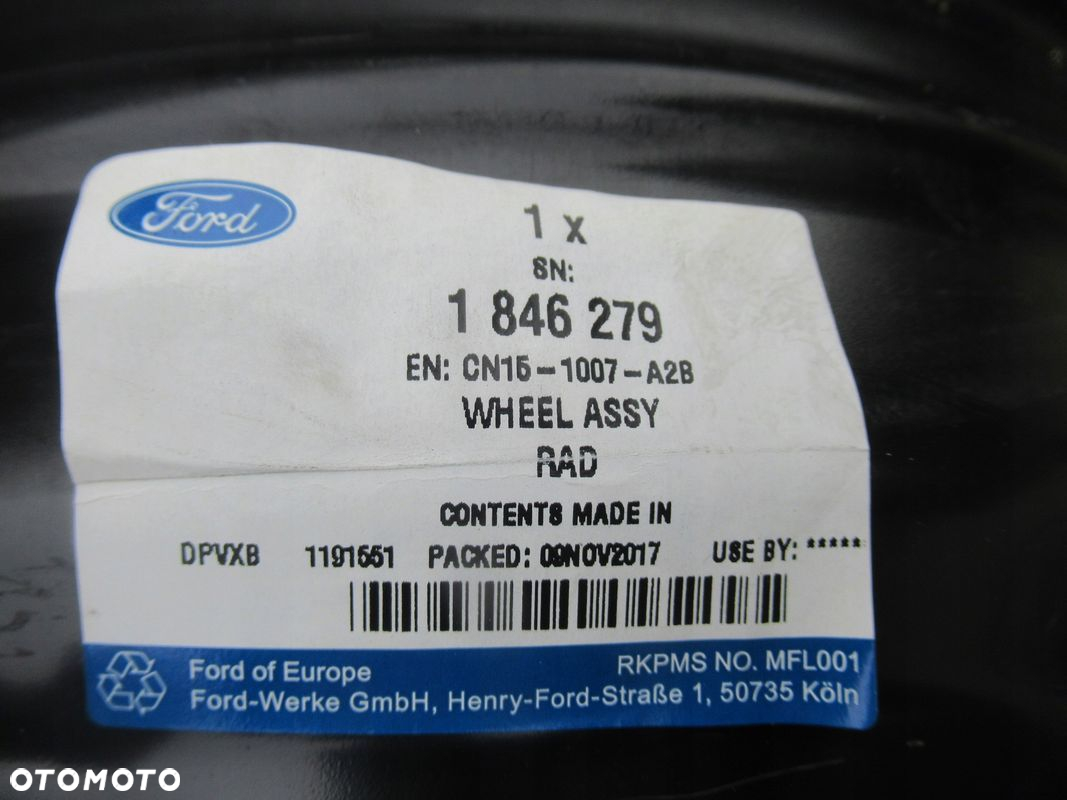 Ford
1 x
SN:
1 846 279
EN: CN15-1007-A2B
WHEEL ASSY
RAD
CONTENTS MADE IN
DPVXB 1191551 PACKED: 09NOV2017 USE BY: *****
Ford of Europe RKPMS NO. MFL001
Ford-Werke GmbH, Henry-Ford-Straße 1, 50735 Köln
OTOMOTO